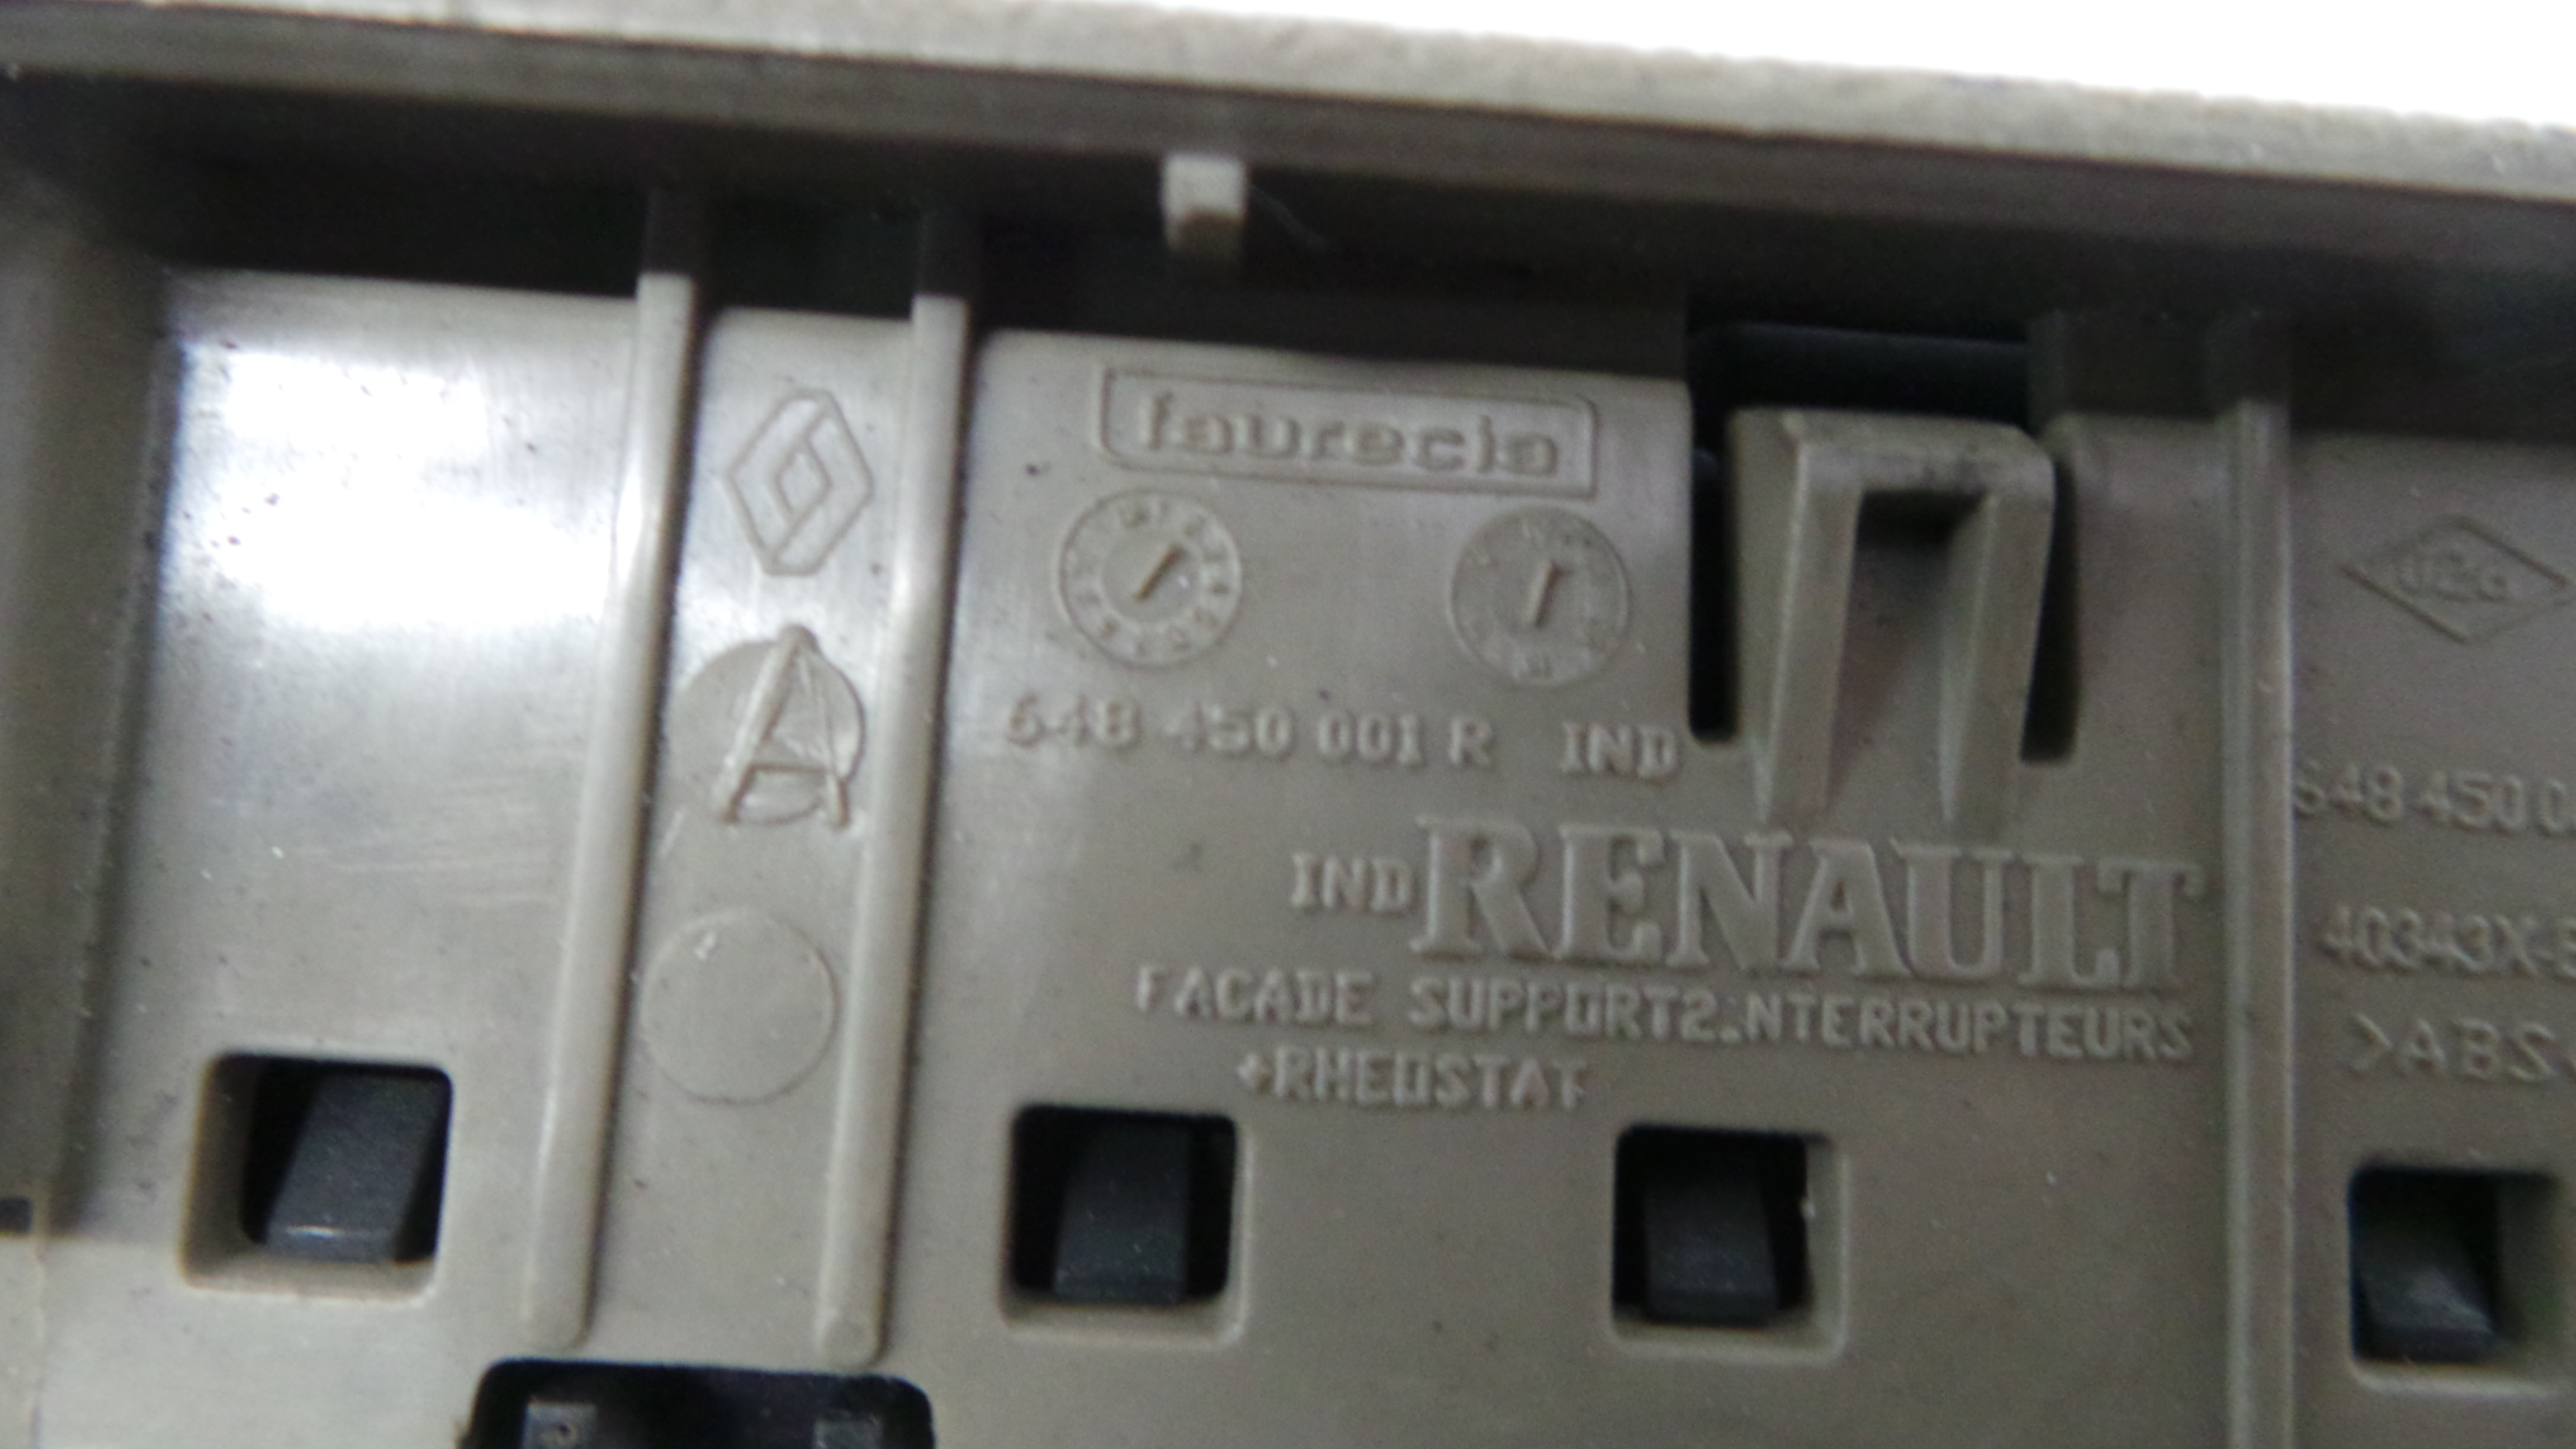 faurecia
A
648 450 001 R IND
IND RENAULT
FACADE SUPPORT2.NTERRUPTEURS
+RHEOSTAT
648 450 0
40343X-E
>ABS